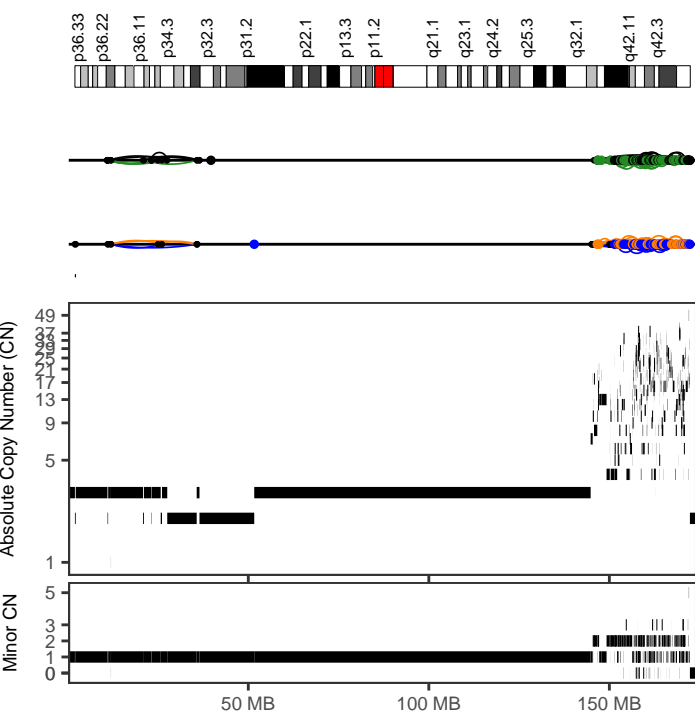 p36.33
p36.22
p36.11
p34.3
p32.3
p31.2
p22.1
p13.3
p11.2
q21.1
q23.1
q24.2
q25.3
q32.1
q42.11
q42.3
Absolute Copy Number (CN)
49
37
33
29
25
21
17
13
9
5
1
Minor CN
5
3
2
1
0
50 MB
100 MB
150 MB